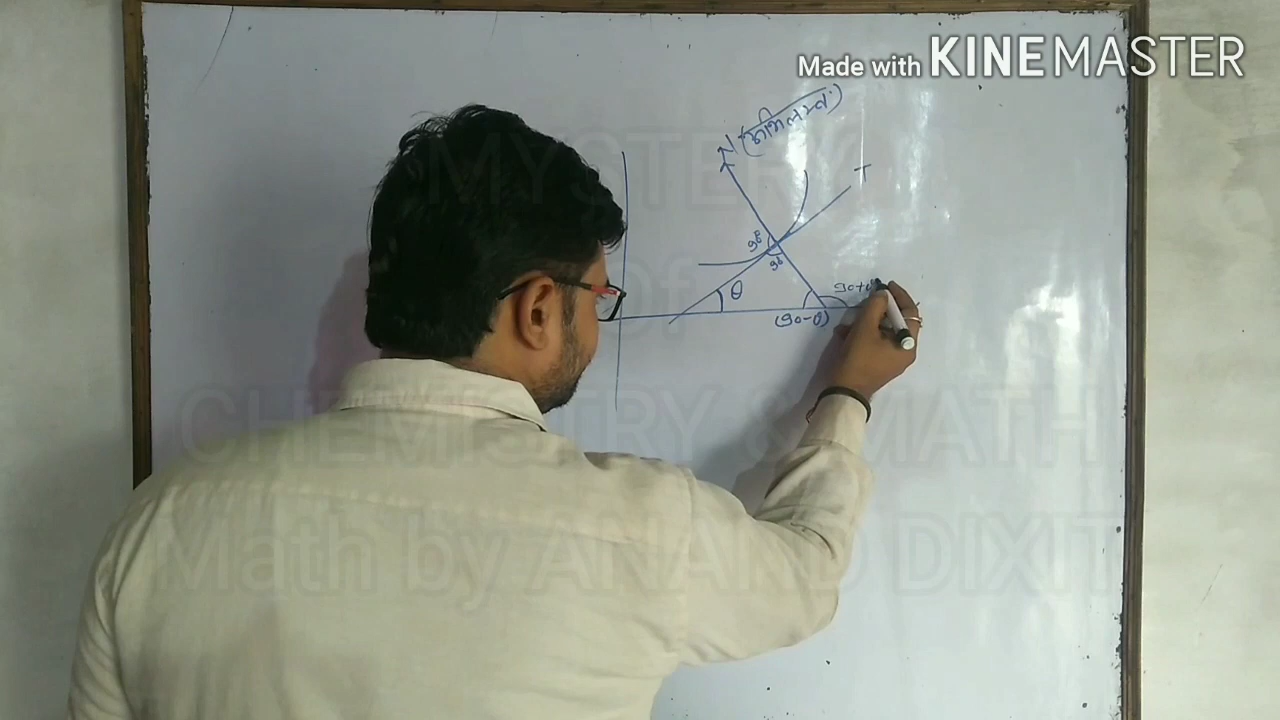 Made with KINEMASTER
MYSTERY
of
CHEMISTRY & MATH
Math by ANAND DIXIT
N (अभिलम्ब)
T
90°
90°
θ
90+θ
(90-θ)